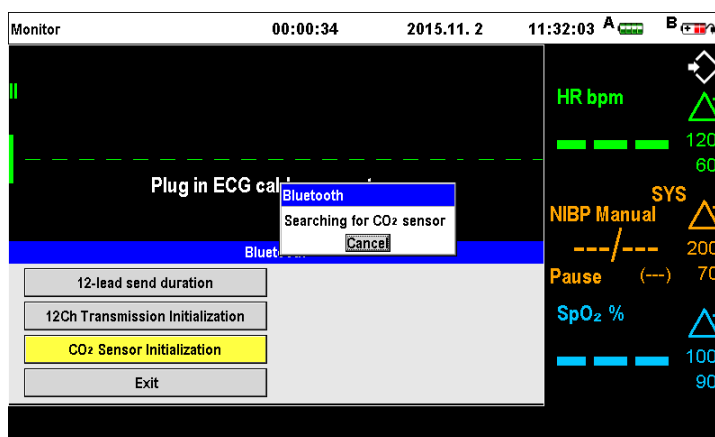 Monitor 00:00:34 2015.11. 2 11:32:03 A B
II
HR bpm
120
60
Plug in ECG
Bluetooth
Searching for CO₂ sensor
Cancel
SYS
NIBP Manual
---/---
200
Pause (---) 70
12-lead send duration
12Ch Transmission Initialization
CO₂ Sensor Initialization
Exit
SpO₂ %
100
90